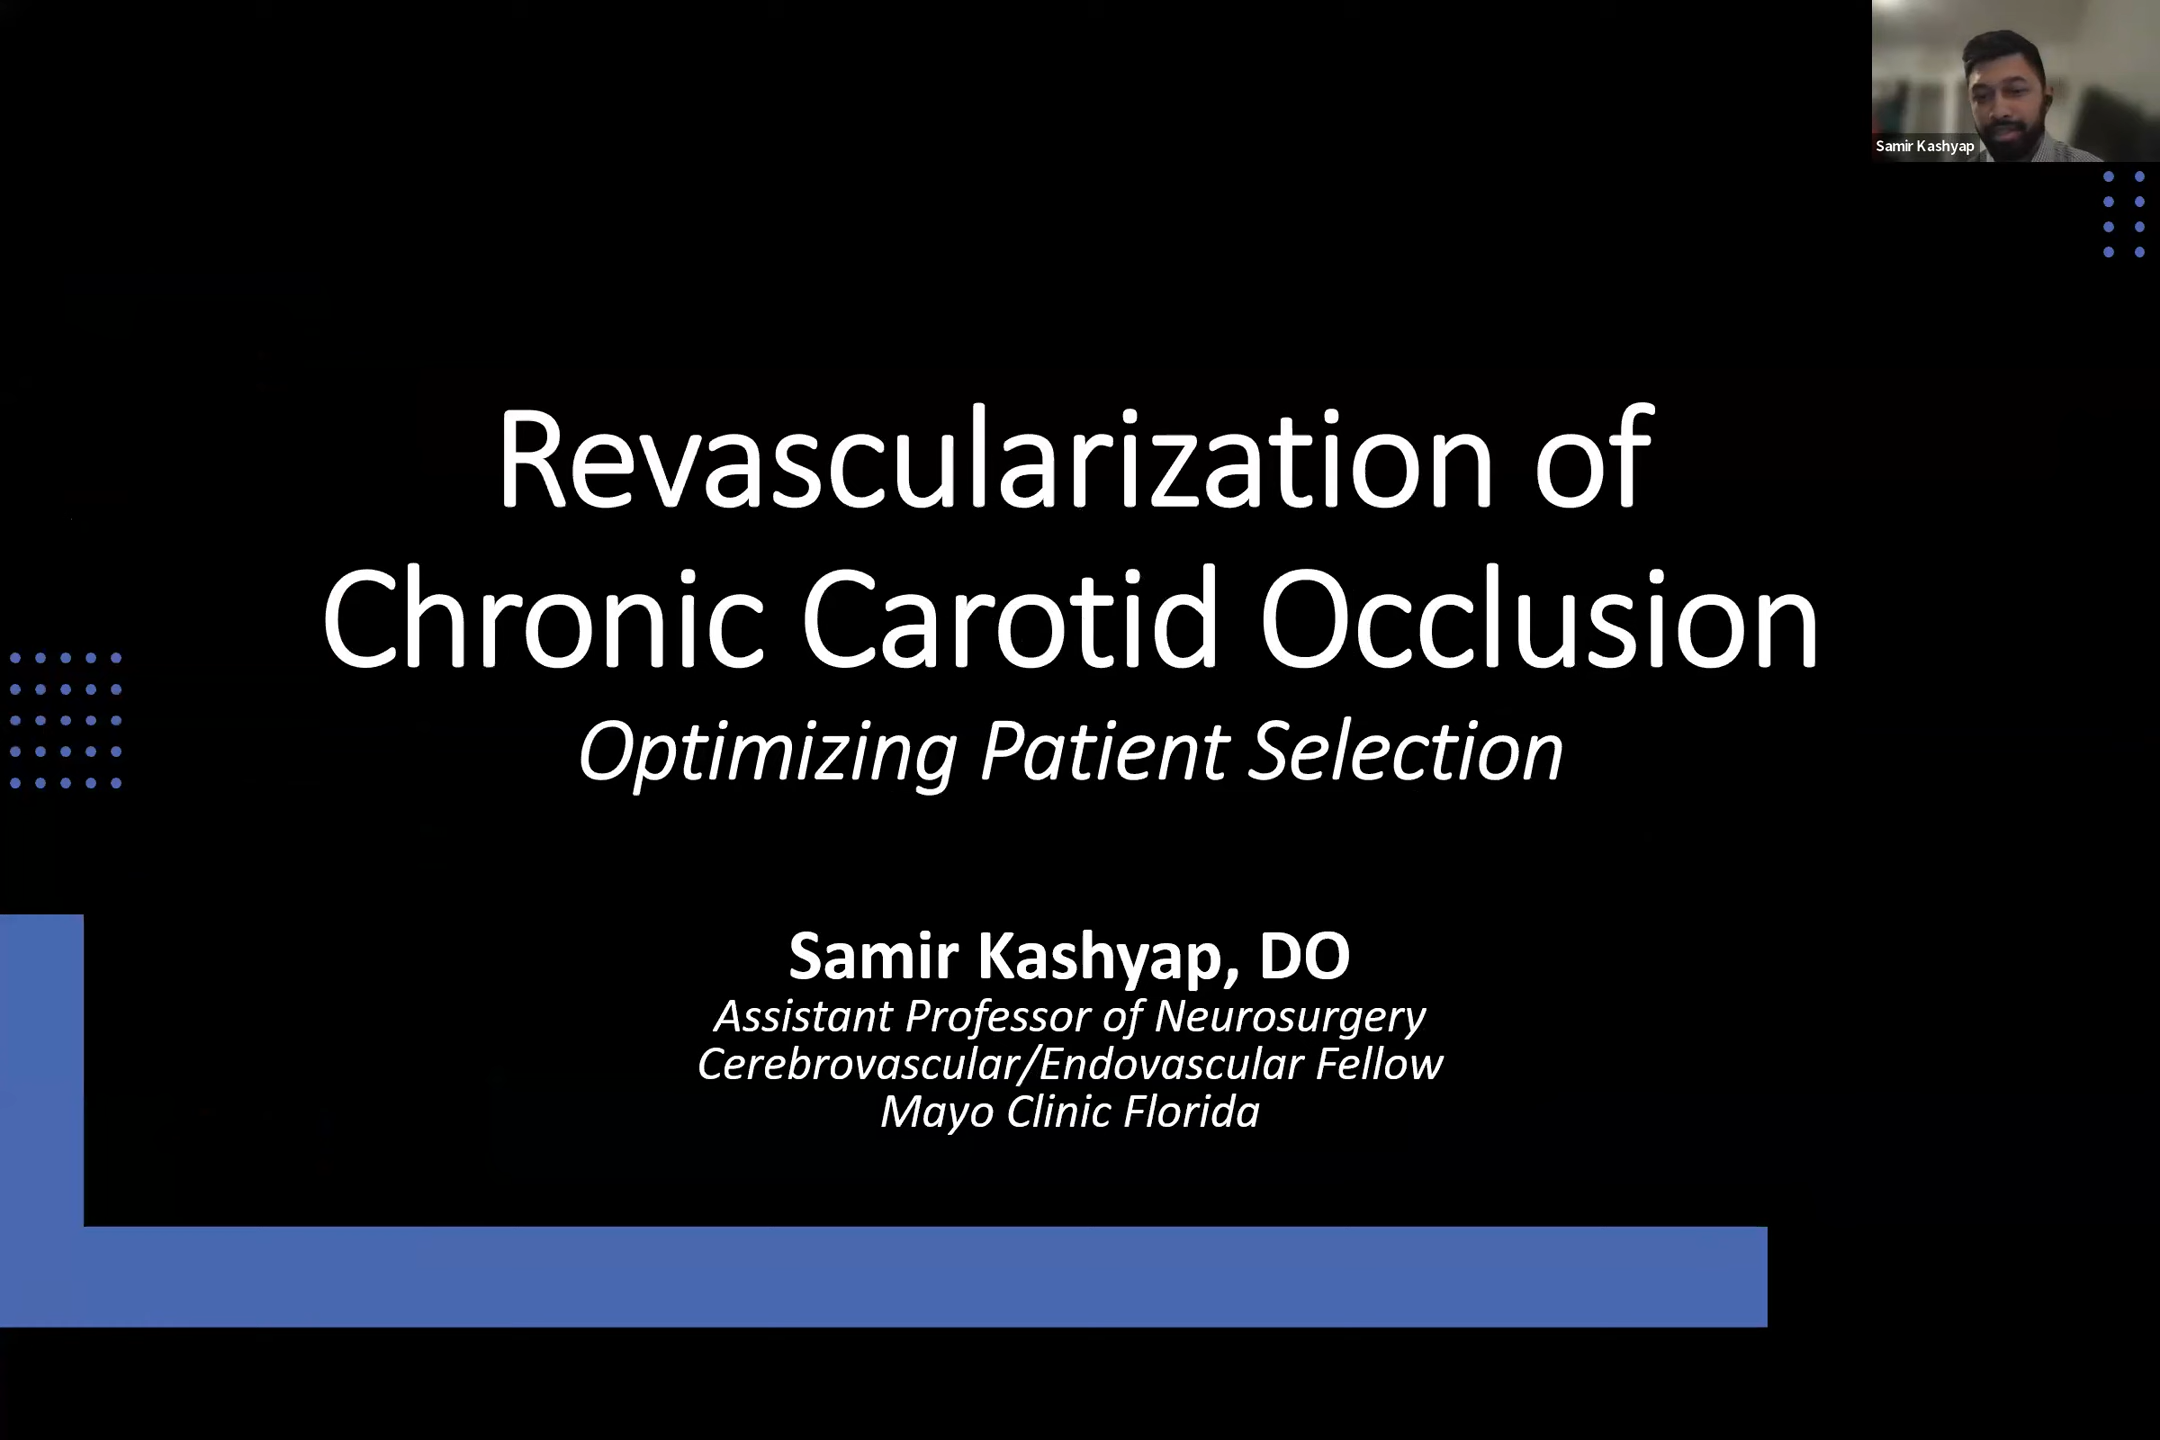 Samir Kashyap
Revascularization of
Chronic Carotid Occlusion
Optimizing Patient Selection
Samir Kashyap, DO
Assistant Professor of Neurosurgery
Cerebrovascular/Endovascular Fellow
Mayo Clinic Florida